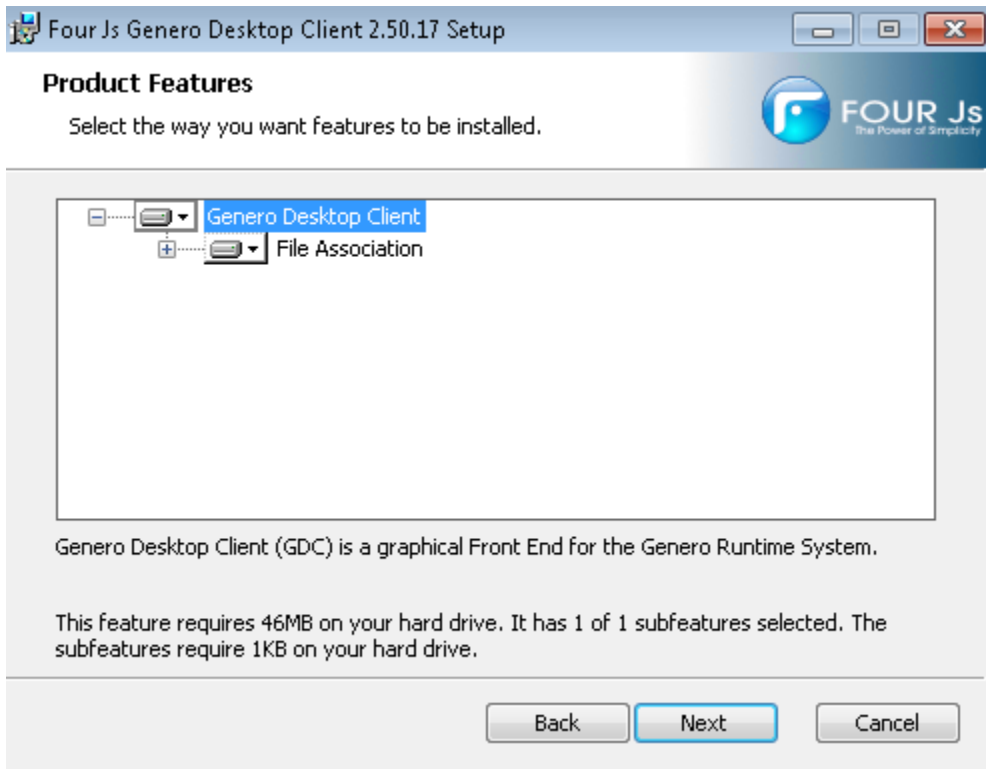 Four Js Genero Desktop Client 2.50.17 Setup
Product Features
Select the way you want features to be installed.
FOUR Js
The Power of Simplicity
Genero Desktop Client
File Association
Genero Desktop Client (GDC) is a graphical Front End for the Genero Runtime System.
This feature requires 46MB on your hard drive. It has 1 of 1 subfeatures selected. The
subfeatures require 1KB on your hard drive.
Back Next Cancel